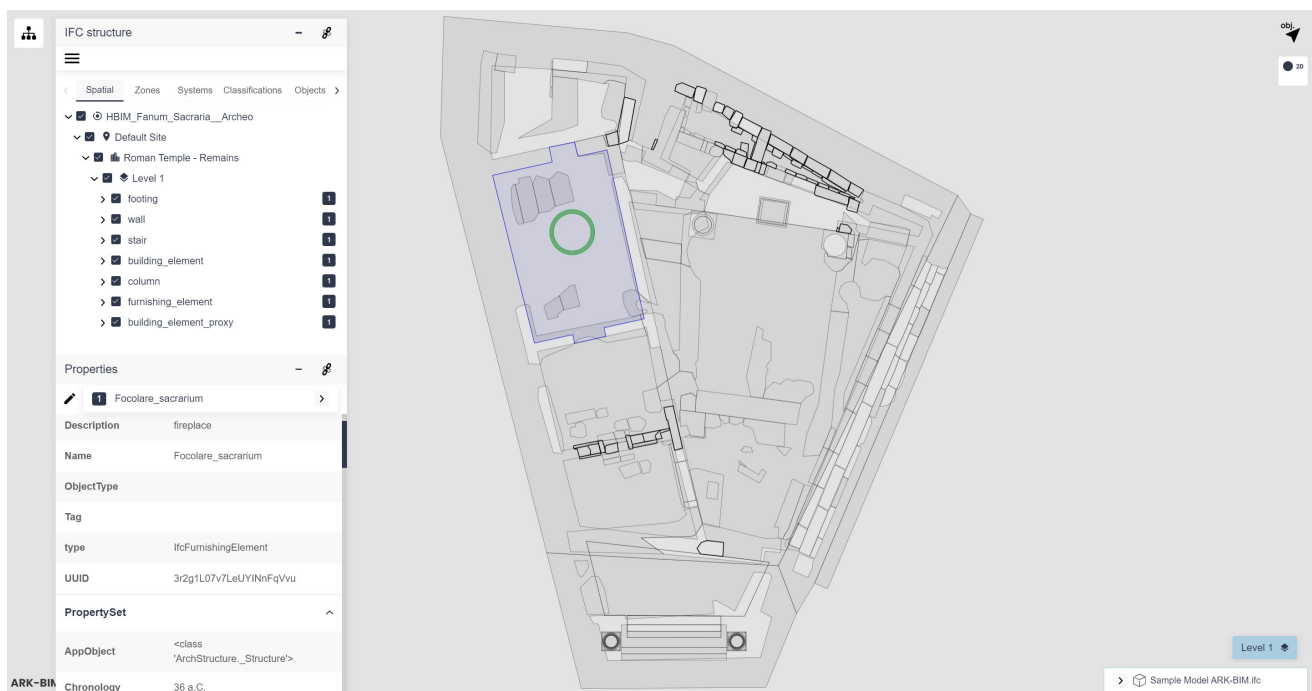 IFC structure
obj.
2D
Spatial Zones Systems Classifications Objects
HBIM_Fanum_Sacraria__Archeo
Default Site
Roman Temple - Remains
Level 1
footing 1
wall 1
stair 1
building_element 1
column 1
furnishing_element 1
building_element_proxy 1
Properties
1 Focolare_sacrarium
Description fireplace
Name Focolare_sacrarium
ObjectType
Tag
type IfcFurnishingElement
UUID 3r2g1L07v7LeUYINnFqVvu
PropertySet
AppObject <class
'ArchStructure._Structure'>
Chronology 36 a.C.
ARK-BIM
Level 1
Sample Model ARK-BIM.ifc